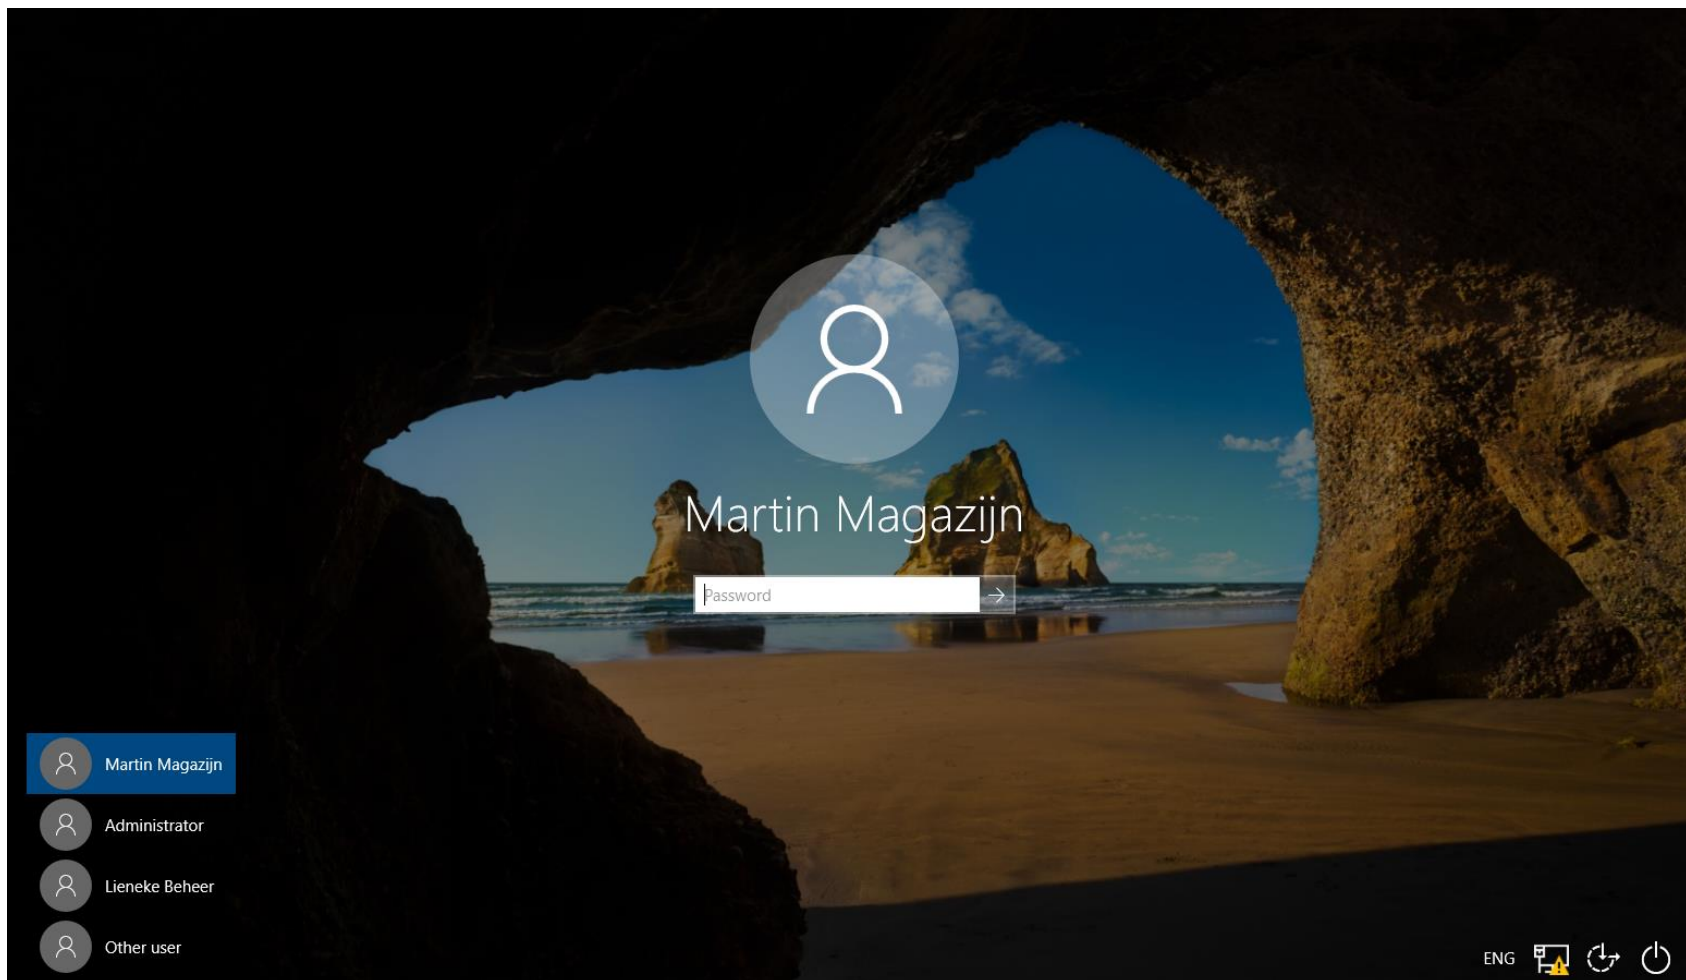 Martin Magazijn
Password
Martin Magazijn
Administrator
Lieneke Beheer
Other user
ENG